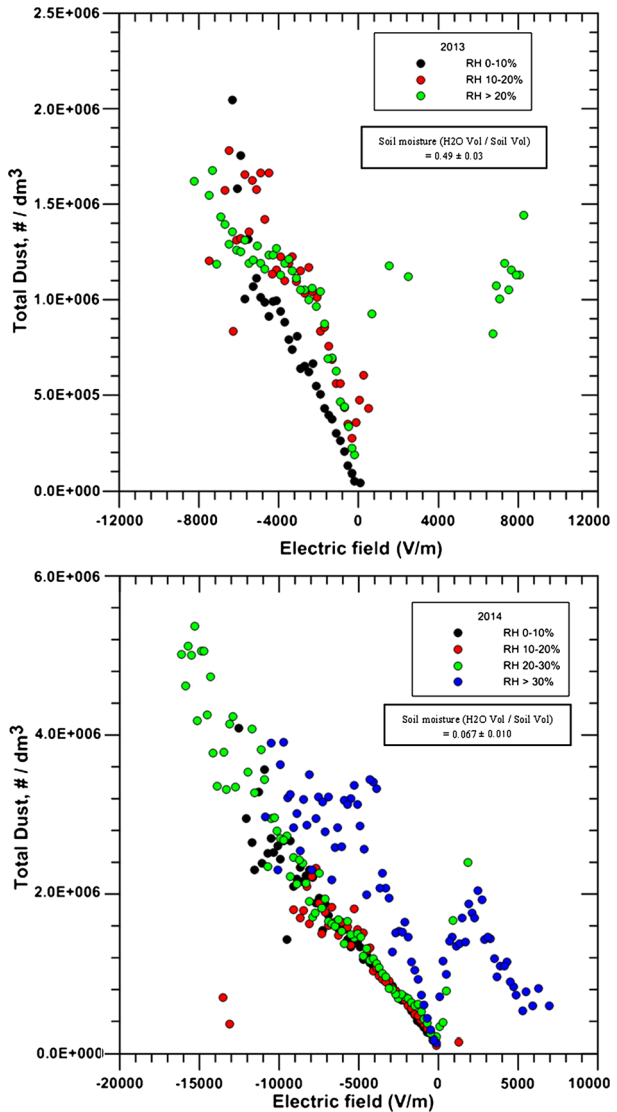 2.5E+006
2013
RH 0-10%
RH 10-20%
RH > 20%
2.0E+006
Soil moisture (H2O Vol / Soil Vol)
= 0.49 ± 0.03
1.5E+006
Total Dust, # / dm3
1.0E+006
5.0E+005
0.0E+000
-12000 -8000 -4000 0 4000 8000 12000
Electric field (V/m)
6.0E+006
2014
RH 0-10%
RH 10-20%
RH 20-30%
RH > 30%
Soil moisture (H2O Vol / Soil Vol)
= 0.067 ± 0.010
4.0E+006
Total Dust, # / dm3
2.0E+006
0.0E+000
-20000 -15000 -10000 -5000 0 5000 10000
Electric field (V/m)